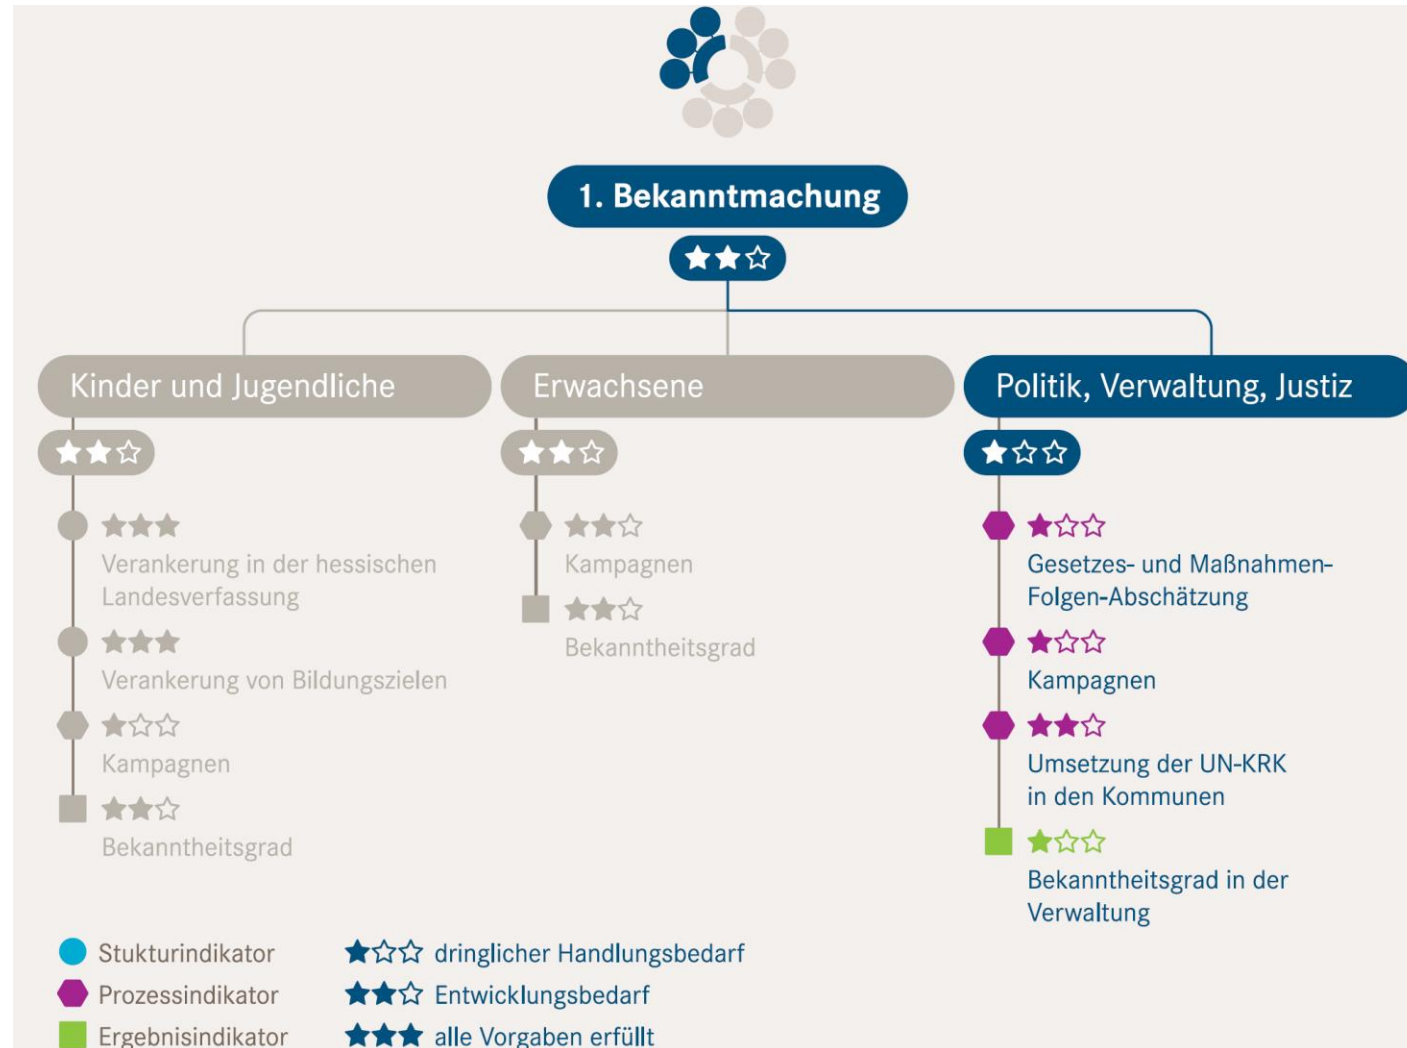 1. Bekanntmachung
Kinder und Jugendliche
Verankerung in der hessischen
Landesverfassung
Verankerung von Bildungszielen
Kampagnen
Bekanntheitsgrad
Erwachsene
Kampagnen
Bekanntheitsgrad
Politik, Verwaltung, Justiz
Gesetzes- und Maßnahmen-
Folgen-Abschätzung
Kampagnen
Umsetzung der UN-KRK
in den Kommunen
Bekanntheitsgrad in der
Verwaltung
Stukturindikator
Prozessindikator
Ergebnisindikator
dringlicher Handlungsbedarf
Entwicklungsbedarf
alle Vorgaben erfüllt